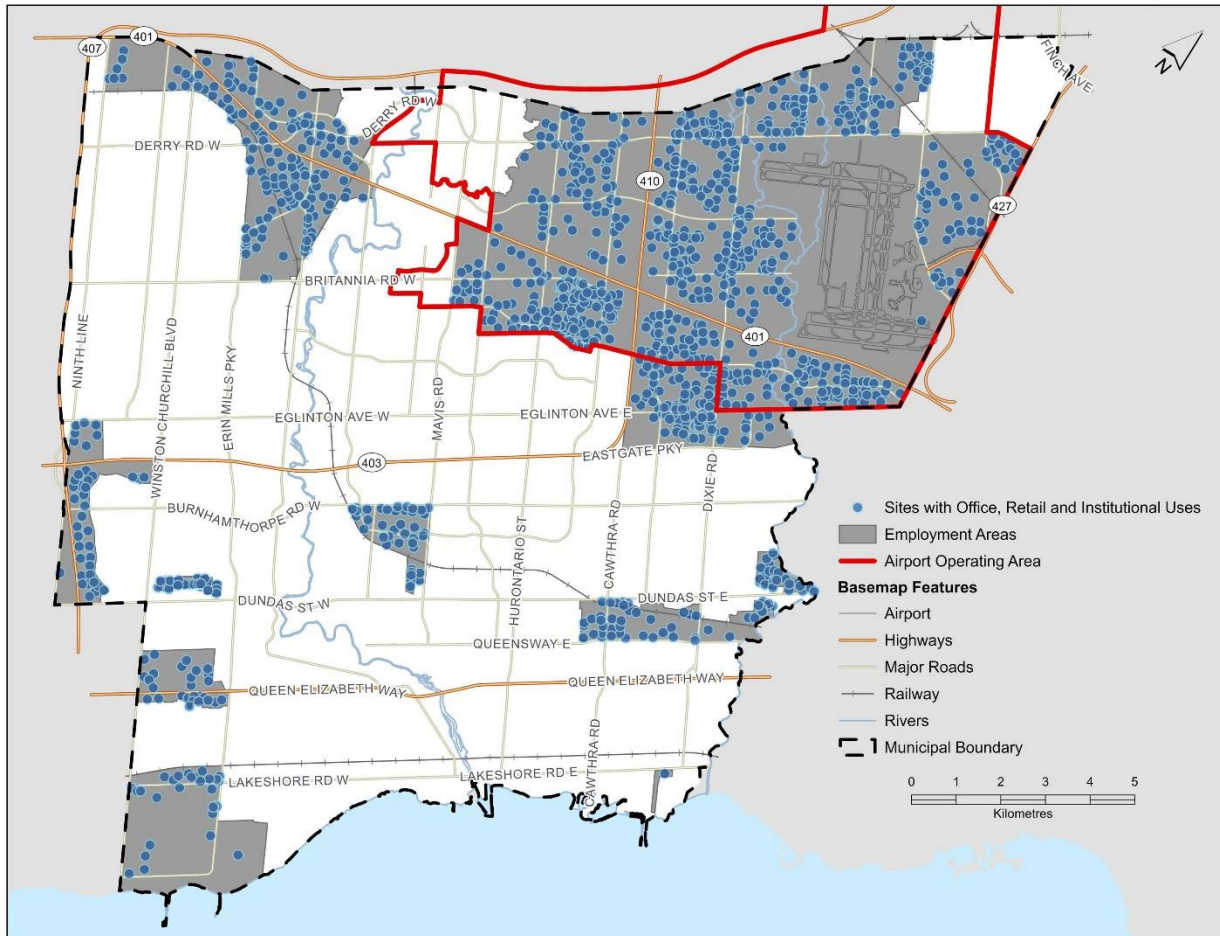 401
407
FINCH AVE.
N
DERRY RD W
DERRY RD W
410
427
BRITANNIA RD W
401
NINTH LINE
WINSTON CHURCHILL BLVD
ERIN MILLS PKY
MAVIS RD
EGLINTON AVE W
EGLINTON AVE E
EASTGATE PKY
403
DIXIE RD
BURNHAMTHORPE RD W
HURONTARIO ST
CAWTHRA RD
DUNDAS ST W
DUNDAS ST E
QUEENSWAY E
QUEEN ELIZABETH WAY
QUEEN ELIZABETH WAY
CAWTHRA RD
LAKESHORE RD W
LAKESHORE RD E
Sites with Office, Retail and Institutional Uses
Employment Areas
Airport Operating Area
Basemap Features
Airport
Highways
Major Roads
Railway
Rivers
Municipal Boundary
0 1 2 3 4 5
Kilometres